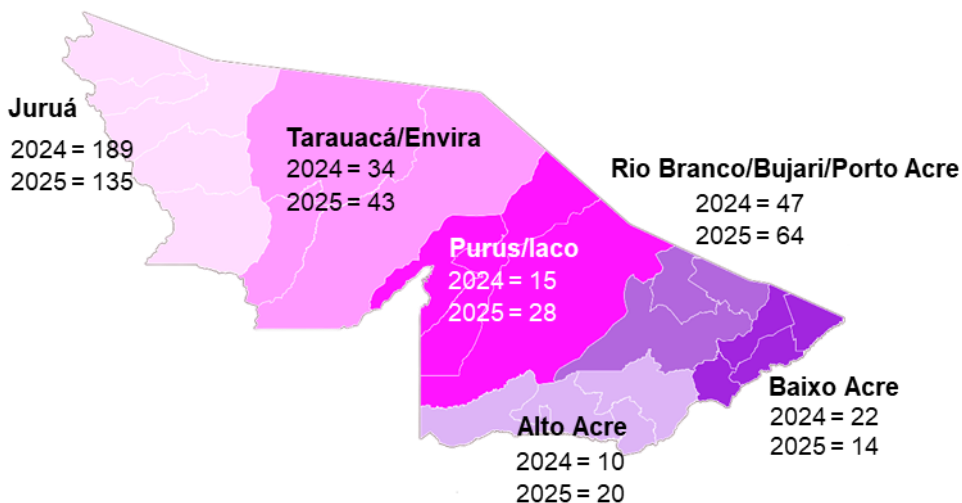 Juruá
2024 = 189
2025 = 135
Tarauacá/Envira
2024 = 34
2025 = 43
Rio Branco/Bujari/Porto Acre
2024 = 47
2025 = 64
Purus/Iaco
2024 = 15
2025 = 28
Baixo Acre
2024 = 22
2025 = 14
Alto Acre
2024 = 10
2025 = 20